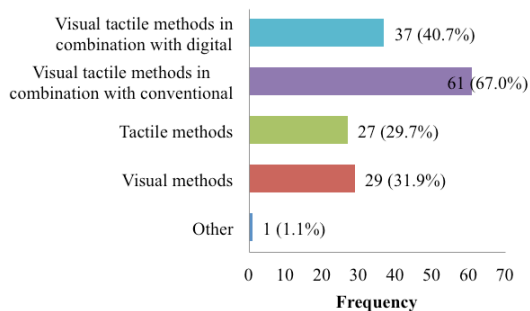 Visual tactile methods in
combination with digital
37 (40.7%)
Visual tactile methods in
combination with conventional
61 (67.0%)
Tactile methods
27 (29.7%)
Visual methods
29 (31.9%)
Other
1 (1.1%)
0 10 20 30 40 50 60 70
Frequency